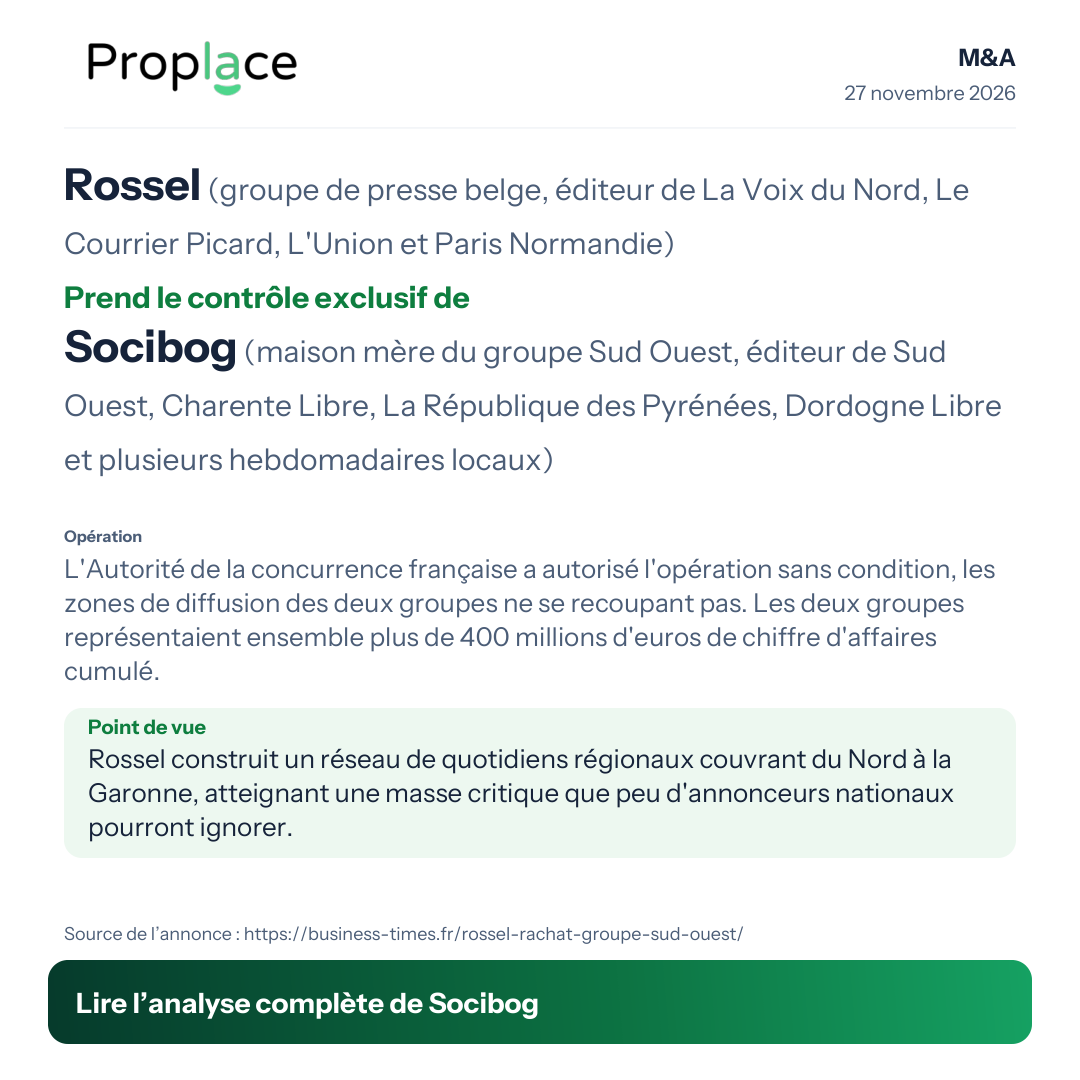 Proplace
M&A
27 novembre 2026
Rossel (groupe de presse belge, éditeur de La Voix du Nord, Le
Courrier Picard, L'Union et Paris Normandie)
Prend le contrôle exclusif de
Socibog (maison mère du groupe Sud Ouest, éditeur de Sud
Ouest, Charente Libre, La République des Pyrénées, Dordogne Libre
et plusieurs hebdomadaires locaux)
Opération
L'Autorité de la concurrence française a autorisé l'opération sans condition, les
zones de diffusion des deux groupes ne se recoupant pas. Les deux groupes
représentaient ensemble plus de 400 millions d'euros de chiffre d'affaires
cumulé.
Point de vue
Rossel construit un réseau de quotidiens régionaux couvrant du Nord à la
Garonne, atteignant une masse critique que peu d'annonceurs nationaux
pourront ignorer.
Source de l’annonce : https://business-times.fr/rossel-rachat-groupe-sud-ouest/
Lire l’analyse complète de Socibog